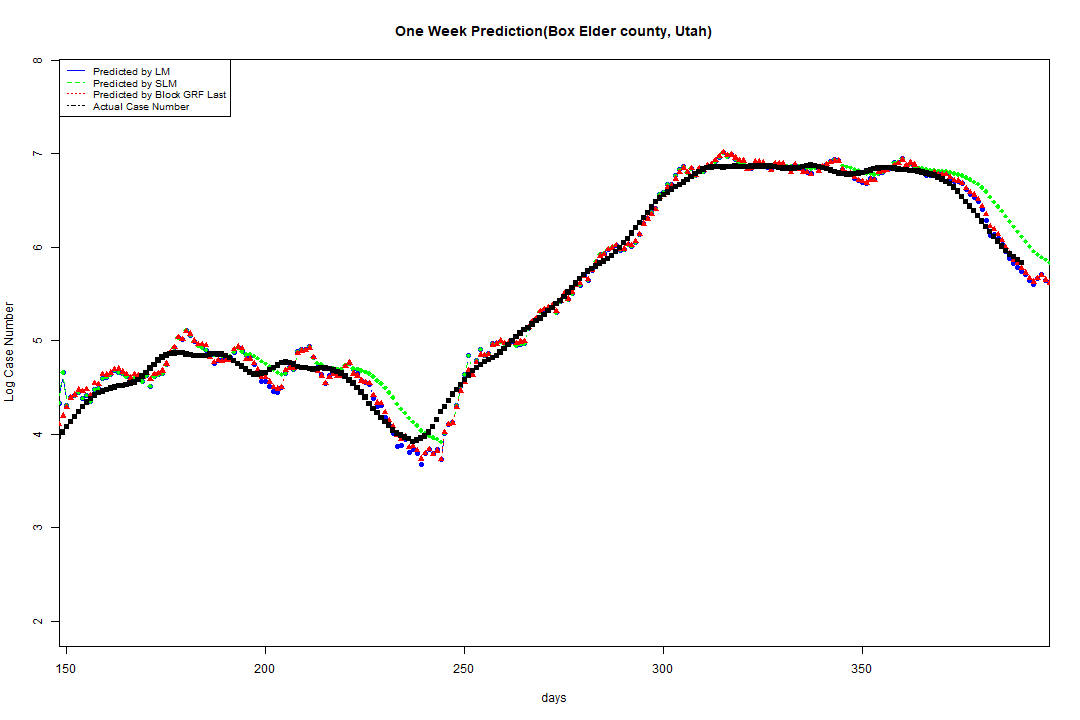 One Week Prediction(Box Elder county, Utah)
Predicted by LM
Predicted by SLM
Predicted by Block GRF Last
Actual Case Number
8
7
6
5
4
3
2
Log Case Number
150 200 250 300 350
days